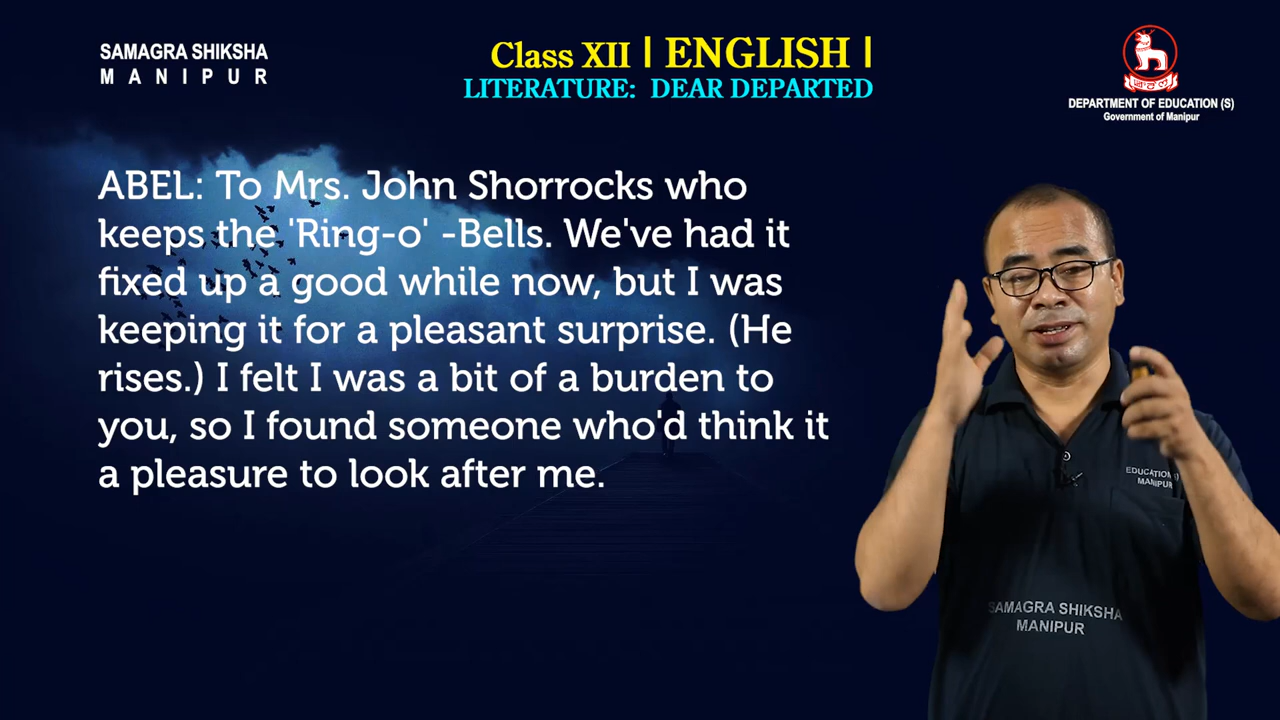 SAMAGRA SHIKSHA
MANIPUR
Class XII | ENGLISH |
LITERATURE: DEAR DEPARTED
DEPARTMENT OF EDUCATION (S)
Government of Manipur
ABEL: To Mrs. John Shorrocks who
keeps the 'Ring-o' -Bells. We've had it
fixed up a good while now, but I was
keeping it for a pleasant surprise. (He
rises.) I felt I was a bit of a burden to
you, so I found someone who'd think it
a pleasure to look after me.
EDUCATION
MANIPUR
SAMAGRA SHIKSHA
MANIPUR